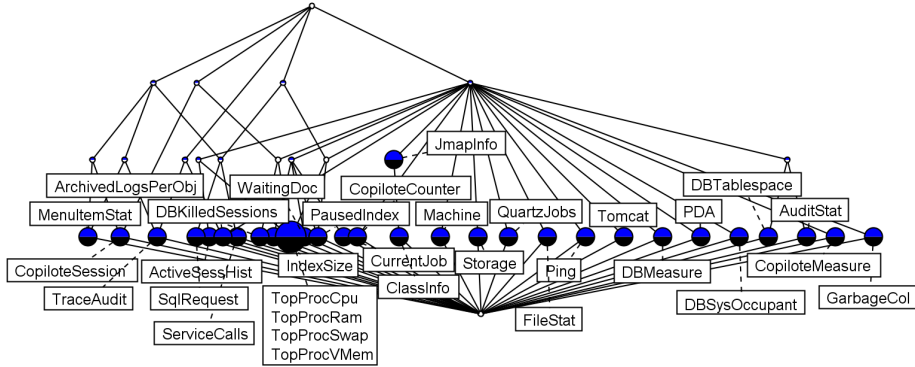 JmapInfo
ArchivedLogsPerObj
WaitingDoc
CopiloteCounter
DBTablespace
MenuItemStat
DBKilledSessions
PausedIndex
Machine
QuartzJobs
Tomcat
PDA
AuditStat
CopiloteSession
ActiveSessHist
IndexSize
CurrentJob
Storage
Ping
DBMeasure
CopiloteMeasure
TraceAudit
SqlRequest
ClassInfo
DBSysOccupant
GarbageCol
ServiceCalls
TopProcCpu
TopProcRam
TopProcSwap
TopProcVMem
FileStat